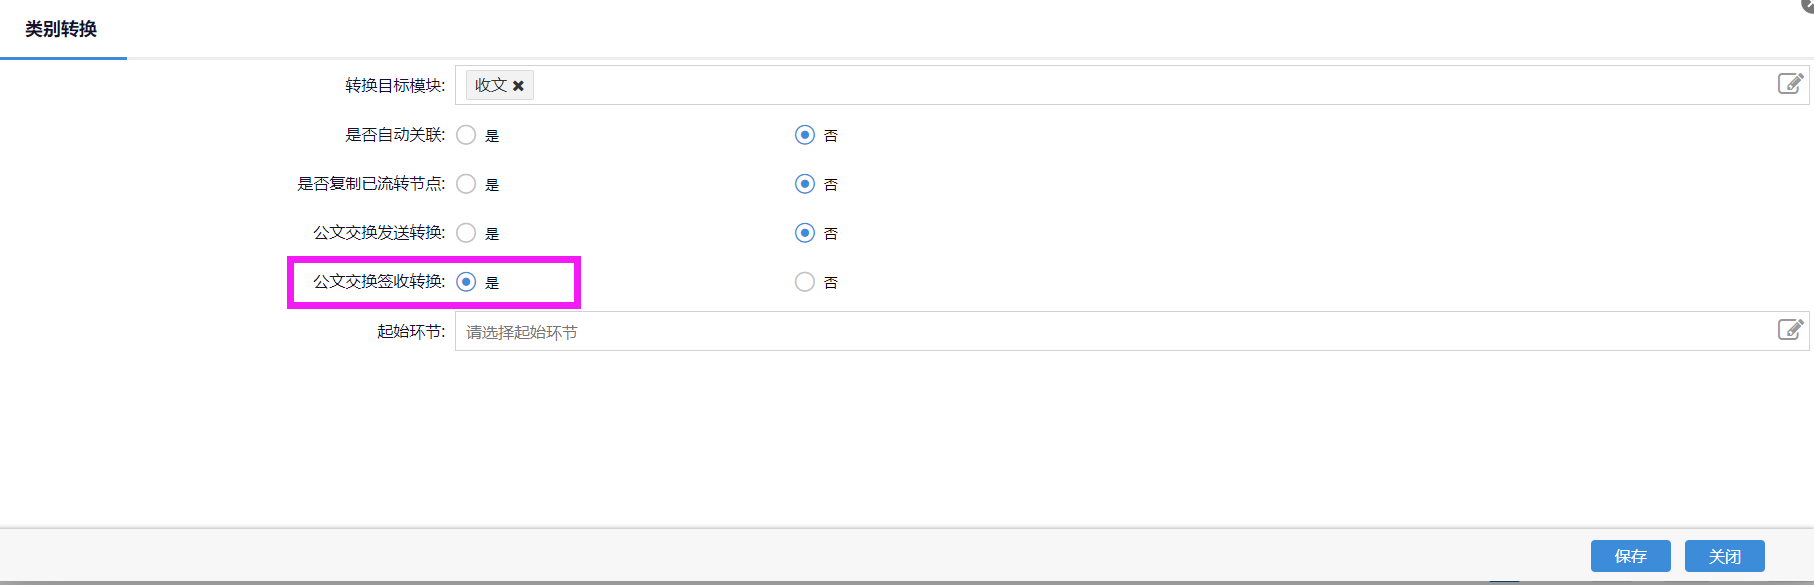 类别转换
转换目标模块: 收文
是否自动关联: 是 否
是否复制已流转节点: 是 否
公文交换发送转换: 是 否
公文交换签收转换: 是 否
起始环节: 请选择起始环节
保存 关闭